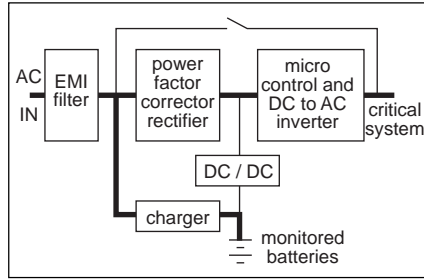 AC
IN
EMI
filter
power
factor
corrector
rectifier
micro
control and
DC to AC
inverter
critical
system
DC / DC
charger
monitored
batteries